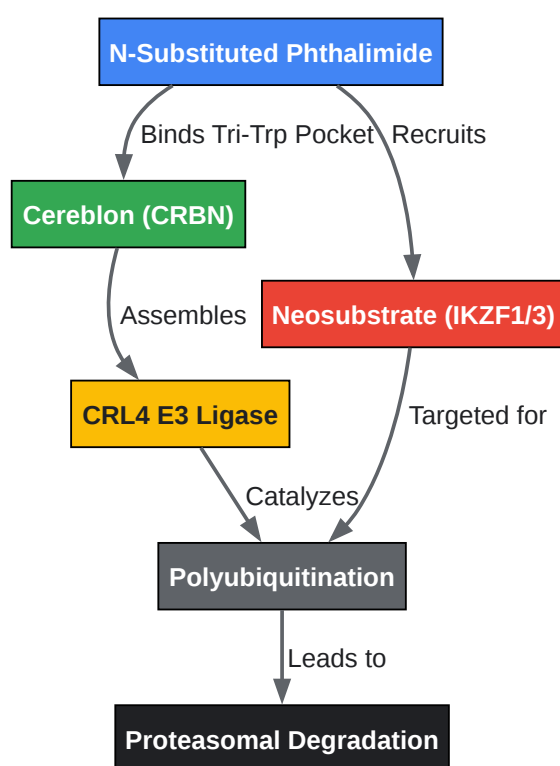 N-Substituted Phthalimide
Binds Tri-Trp Pocket
Recruits
Cereblon (CRBN)
Neosubstrate (IKZF1/3)
Assembles
CRL4 E3 Ligase
Targeted for
Catalyzes
Polyubiquitination
Leads to
Proteasomal Degradation